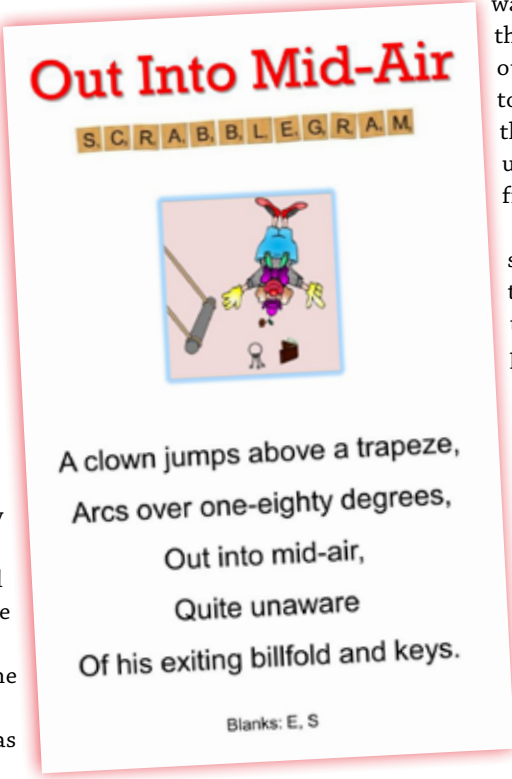 Out Into Mid-Air
SCRABBLEGRAM
A clown jumps above a trapeze,
Arcs over one-eighty degrees,
Out into mid-air,
Quite unaware
Of his exiting billfold and keys.
Blanks: E, S